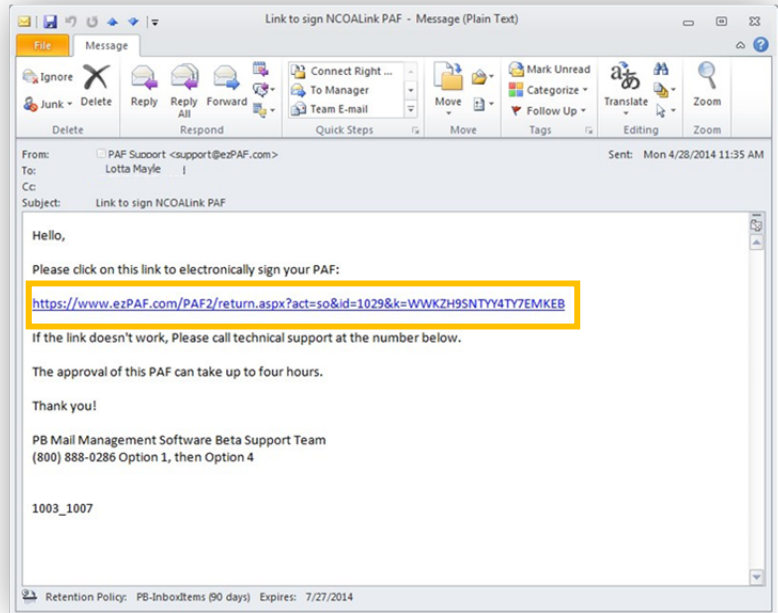 Link to sign NCOALink PAF - Message (Plain Text)
File Message
Ignore
Junk
Delete
Reply
Reply All
Forward
Connect Right ...
To Manager
Team E-mail
Move
Mark Unread
Categorize
Follow Up
Translate
Zoom
Delete Respond Quick Steps Move Tags Editing Zoom
From: PAF Support <support@ezPAF.com> Sent: Mon 4/28/2014 11:35 AM
To: Lotta Mayle
Cc:
Subject: Link to sign NCOALink PAF
Hello,
Please click on this link to electronically sign your PAF:
https://www.ezPAF.com/PAF2/return.aspx?act=so&id=1029&k=WWKZH9SNTYY4TY7EMKEB
If the link doesn't work, Please call technical support at the number below.
The approval of this PAF can take up to four hours.
Thank you!
PB Mail Management Software Beta Support Team
(800) 888-0286 Option 1, then Option 4
1003_1007
Retention Policy: PB-InboxItems (90 days) Expires: 7/27/2014